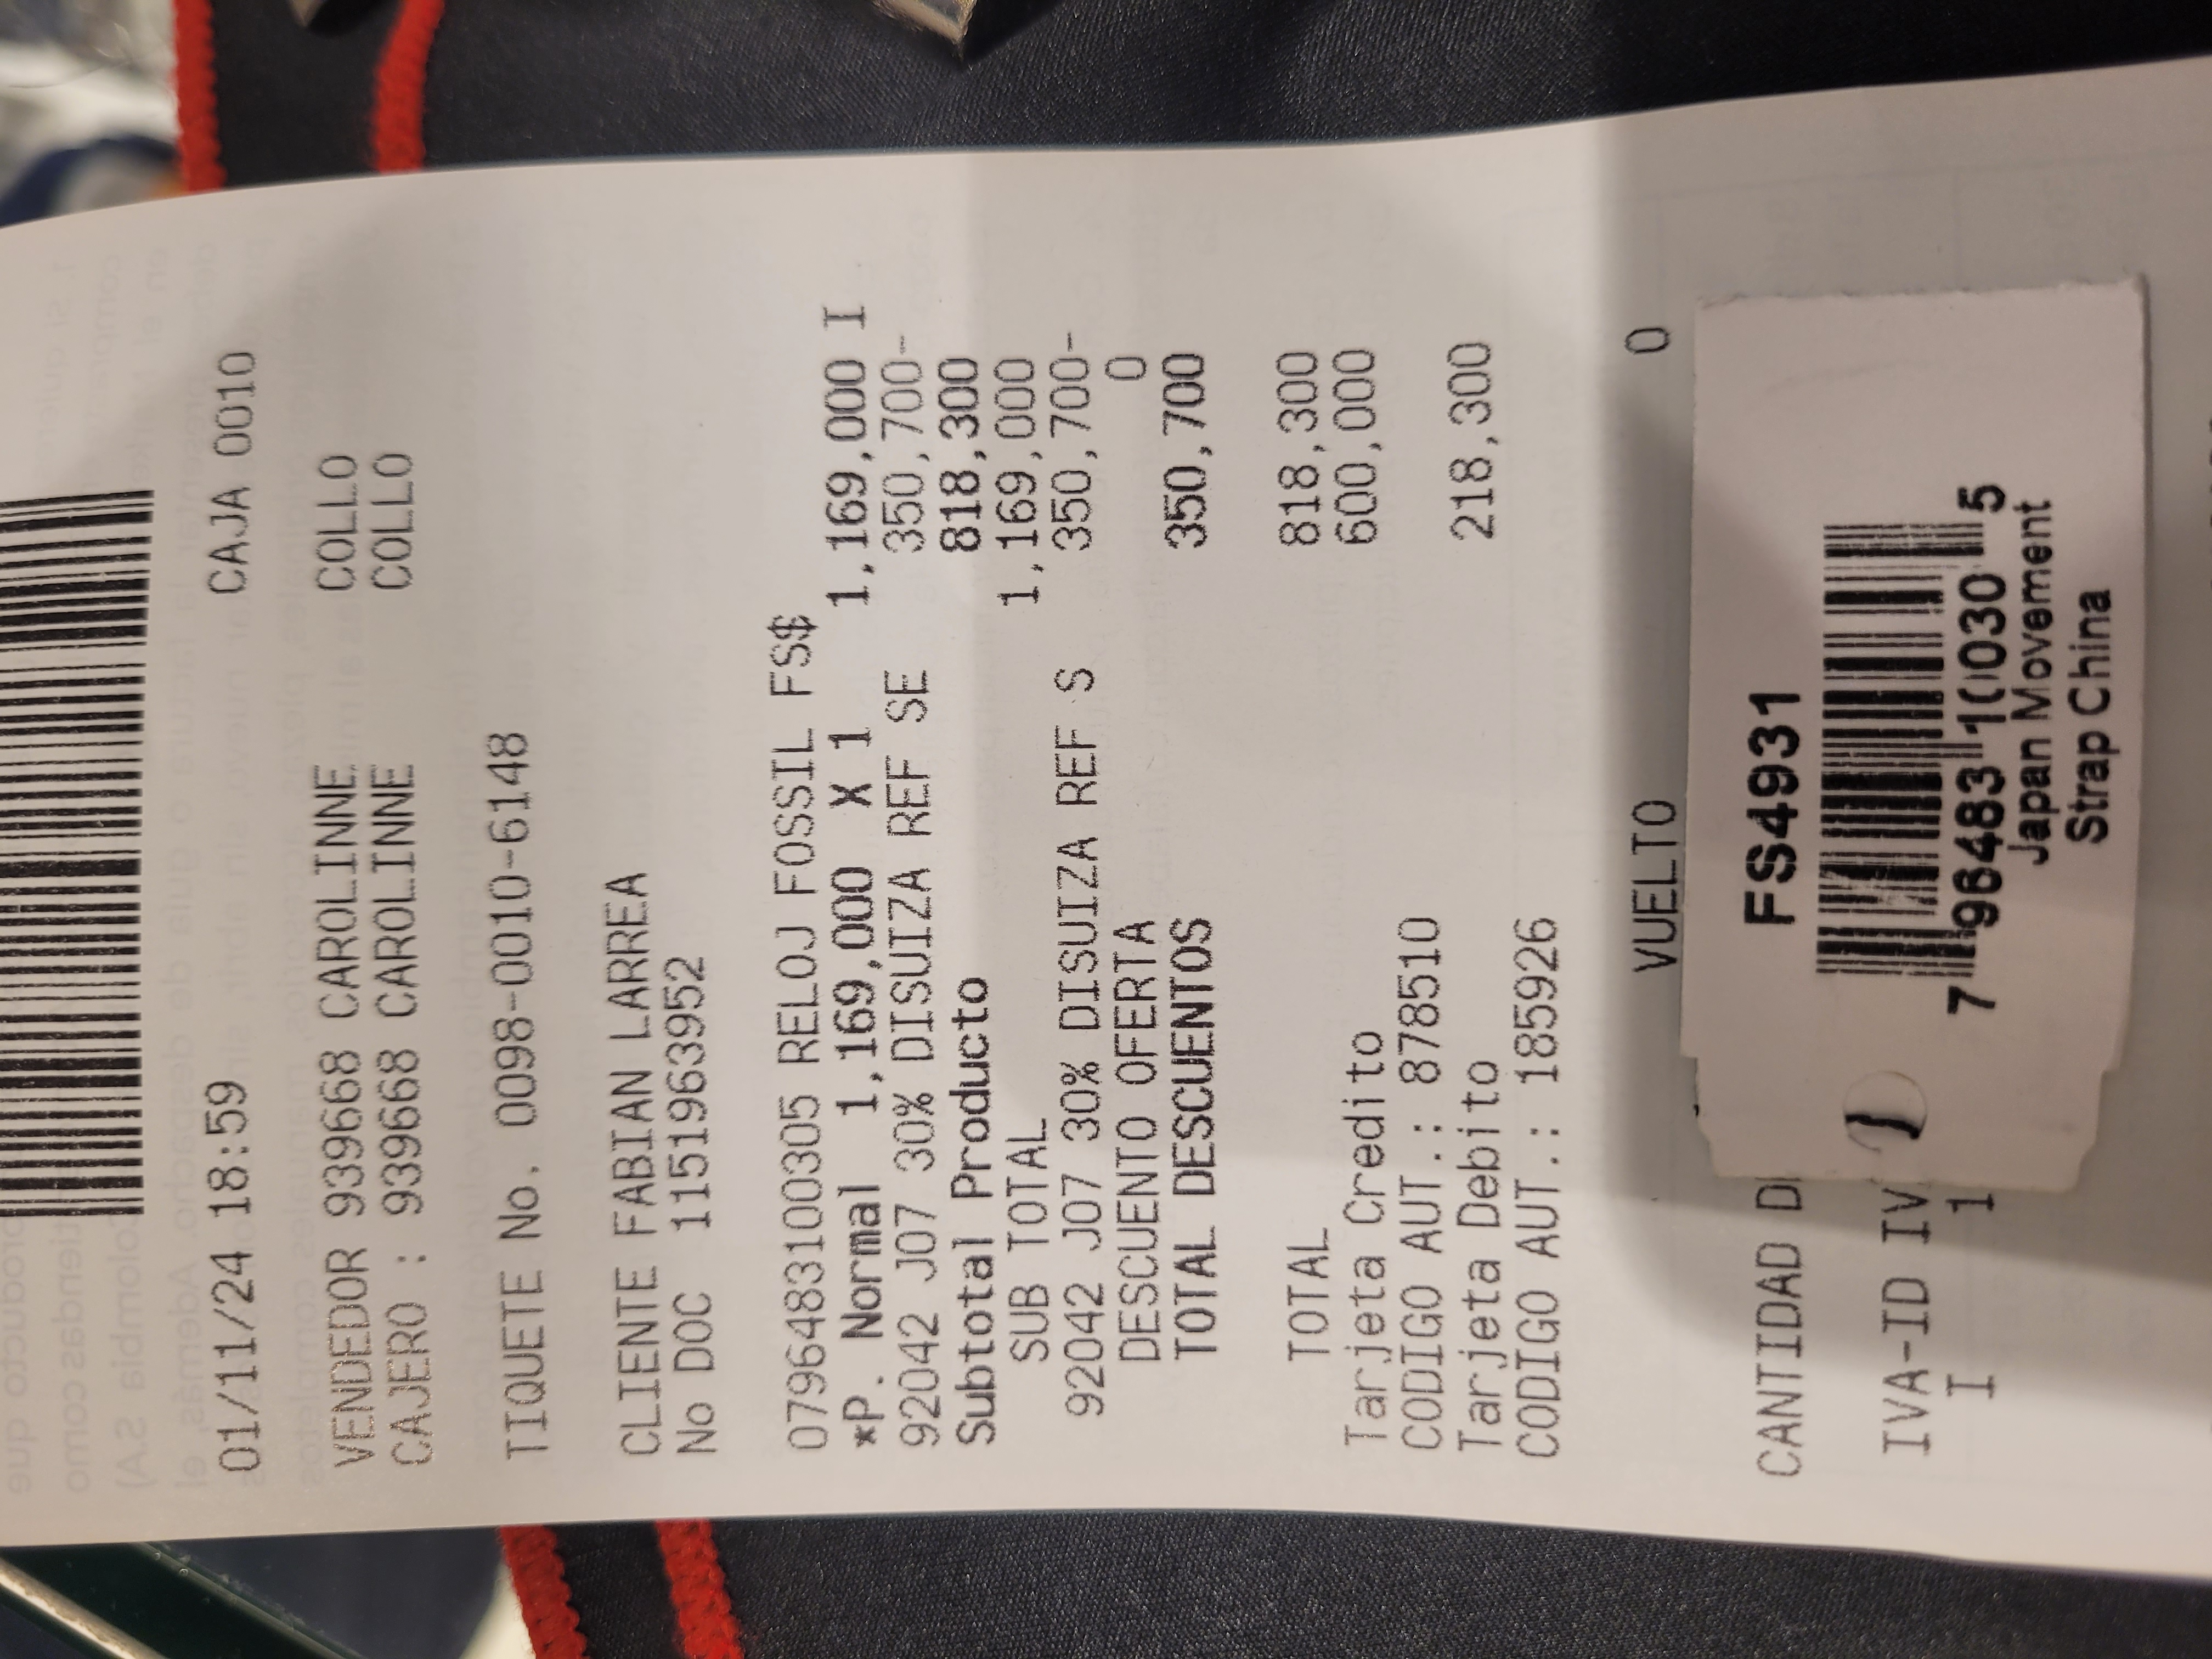 01/11/24 18:59 CAJA 0010
VENDEDOR 939668 CAROLINNE COLLO
CAJERO : 939668 CAROLINNE COLLO
TIQUETE No. 0098-0010-6148
CLIENTE FABIAN LARREA
No DOC 11519639​52
0796483100305 RELOJ FOSSIL FS$
*P. Normal 1,169,000 X 1 1,169,000 I
92042 J07 30% DISUIZA REF SE 350,700-
Subtotal Producto 818,300
SUB TOTAL 1,169,000
92042 J07 30% DISUIZA REF S 350,700-
DESCUENTO OFERTA 0
TOTAL DESCUENTOS 350,700
TOTAL 818,300
Tarjeta Credito 600,000
CODIGO AUT.: 878510
Tarjeta Debito 218,300
CODIGO AUT.: 185926
VUELTO 0
CANTIDAD
IVA-ID
I 1
FS4931
7 96483 10030 5
Japan Movement
Strap China